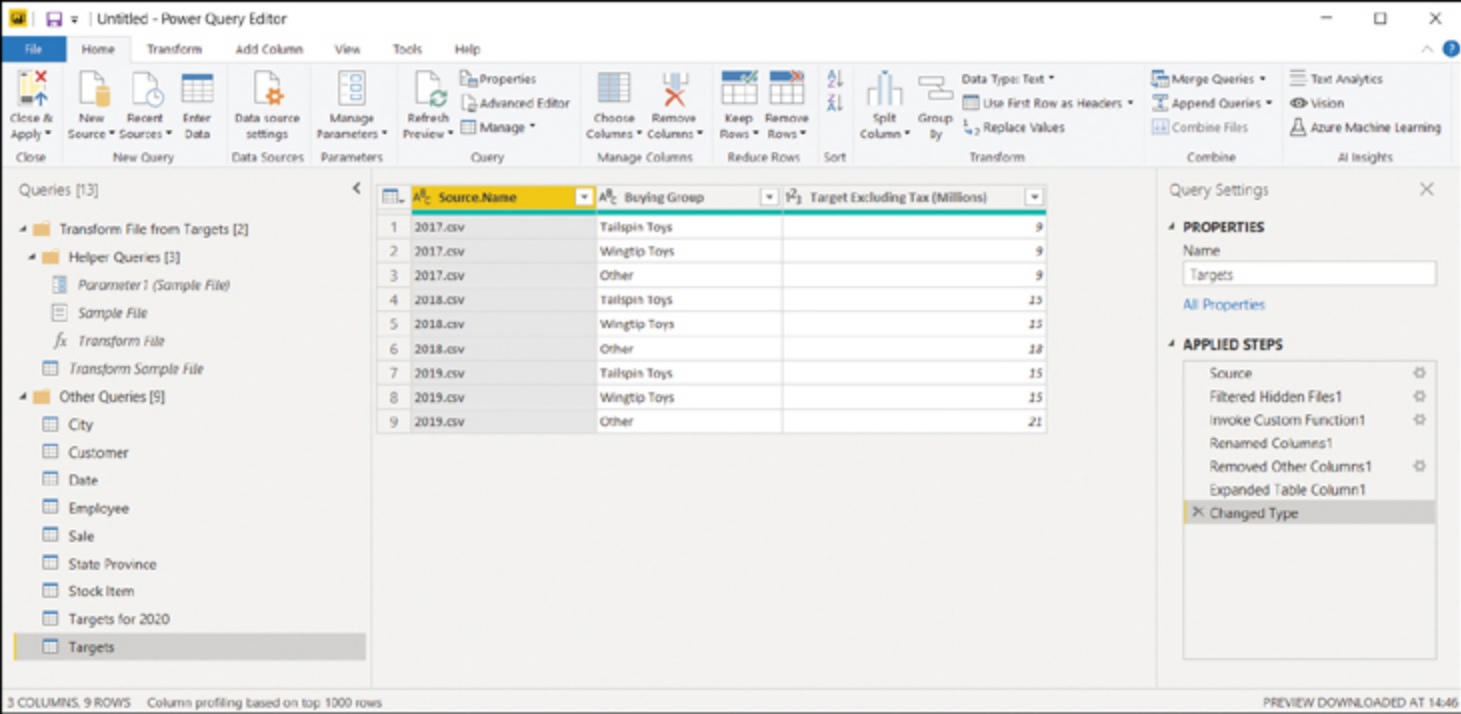 Untitled - Power Query Editor
File Home Transform Add Column View Tools Help
Close & Apply
New Source
Recent Sources
Enter Data
Data source settings
Manage Parameters
Refresh Preview
Properties
Advanced Editor
Manage
Choose Columns
Remove Columns
Keep Rows
Remove Rows
Split Column
Group By
Data Type: Text
Use First Row as Headers
Replace Values
Merge Queries
Append Queries
Combine Files
Text Analytics
Vision
Azure Machine Learning
Close New Query Data Sources Parameters Query Manage Columns Reduce Rows Sort Transform Combine AI Insights
Queries [13]
Transform File from Targets [2]
Helper Queries [3]
Parameter1 (Sample File)
Sample File
fx Transform File
Transform Sample File
Other Queries [9]
City
Customer
Date
Employee
Sale
State Province
Stock Item
Targets for 2020
Targets
ABC Source.Name ABC Buying Group 123 Target Excluding Tax (Millions)
1 2017.csv Tailspin Toys 9
2 2017.csv Wingtip Toys 9
3 2017.csv Other 9
4 2018.csv Tailspin Toys 15
5 2018.csv Wingtip Toys 15
6 2018.csv Other 18
7 2019.csv Tailspin Toys 15
8 2019.csv Wingtip Toys 15
9 2019.csv Other 21
Query Settings
PROPERTIES
Name
Targets
All Properties
APPLIED STEPS
Source
Filtered Hidden Files1
Invoke Custom Function1
Renamed Columns1
Removed Other Columns1
Expanded Table Column1
Changed Type
3 COLUMNS, 9 ROWS Column profiling based on top 1000 rows
PREVIEW DOWNLOADED AT 14:46